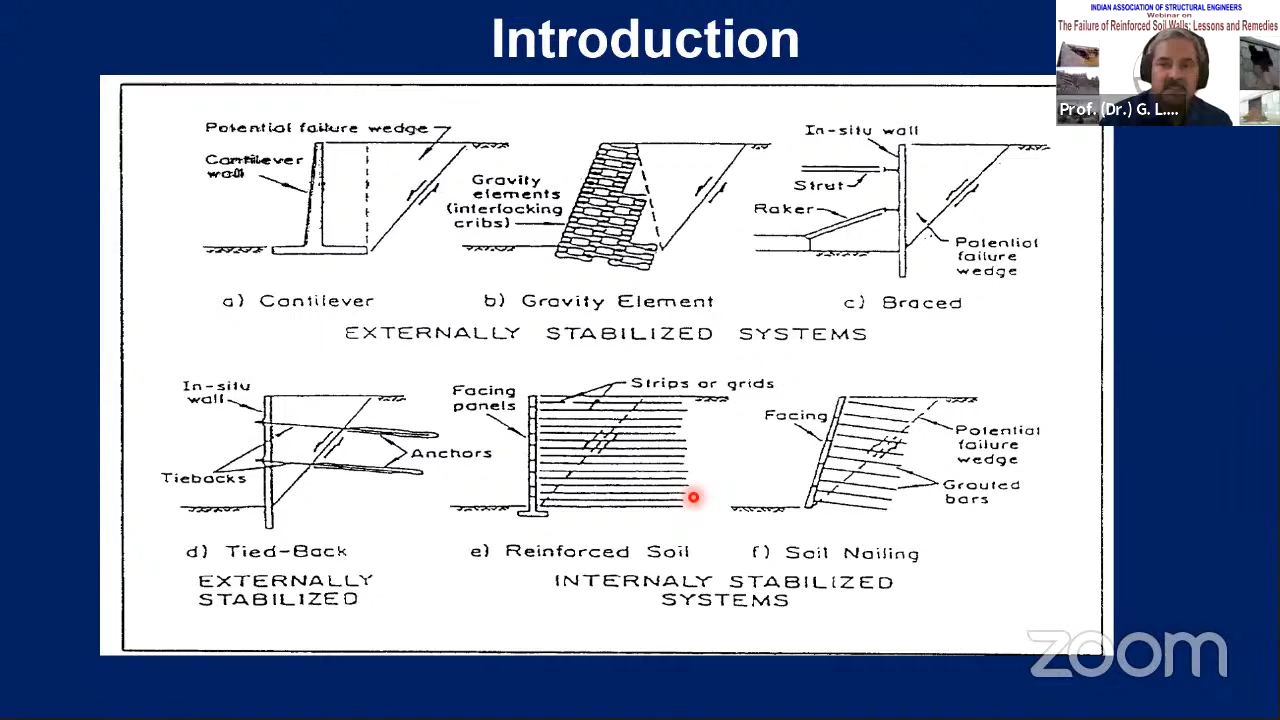 Introduction
INDIAN ASSOCIATION OF STRUCTURAL ENGINEERS
Webinar on
The Failure of Reinforced Soil Walls: Lessons and Remedies
Prof. (Dr.) G. L....
Potential failure wedge
Cantilever
wall
a) Cantilever
Gravity
elements
(interlocking
cribs)
b) Gravity Element
In-situ wall
Strut
Raker
Potential
failure
wedge
c) Braced
EXTERNALLY STABILIZED SYSTEMS
In-situ
wall
Anchors
Tiebacks
d) Tied-Back
EXTERNALLY
STABILIZED
Facing
panels
Strips or grids
e) Reinforced Soil
Facing
Potential
failure
wedge
Grouted
bars
f) Soil Nailing
INTERNALY STABILIZED
SYSTEMS
zoom